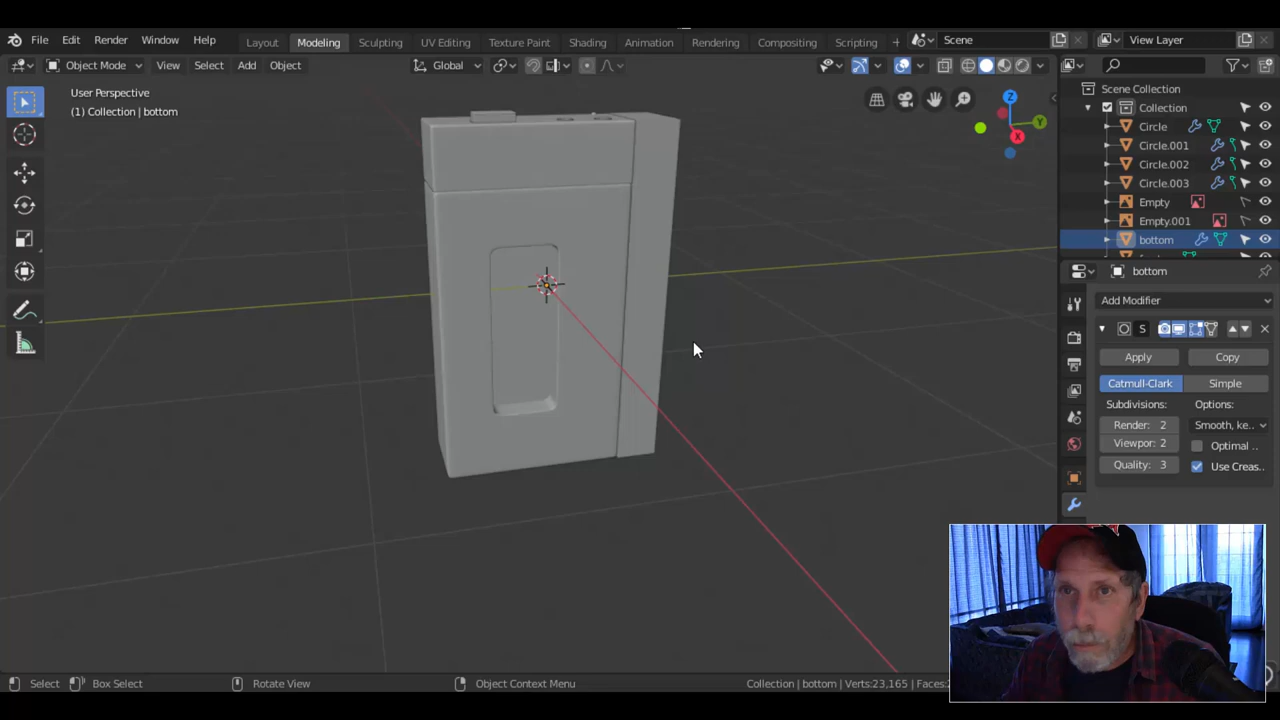 File Edit Render Window Help
Layout Modeling Sculpting UV Editing Texture Paint Shading Animation Rendering Compositing Scripting +
Scene
View Layer
Object Mode View Select Add Object
Global
User Perspective
(1) Collection | bottom
Z
Y
X
Scene Collection
Collection
Circle
Circle.001
Circle.002
Circle.003
Empty
Empty.001
bottom
bottom
Add Modifier
S
Apply Copy
Catmull-Clark Simple
Subdivisions: Options:
Render: 2 Smooth, ke..
Viewpor: 2 Optimal ..
Quality: 3 Use Creas..
Select Box Select Rotate View Object Context Menu
Collection | bottom | Verts:23,165 | Faces:2